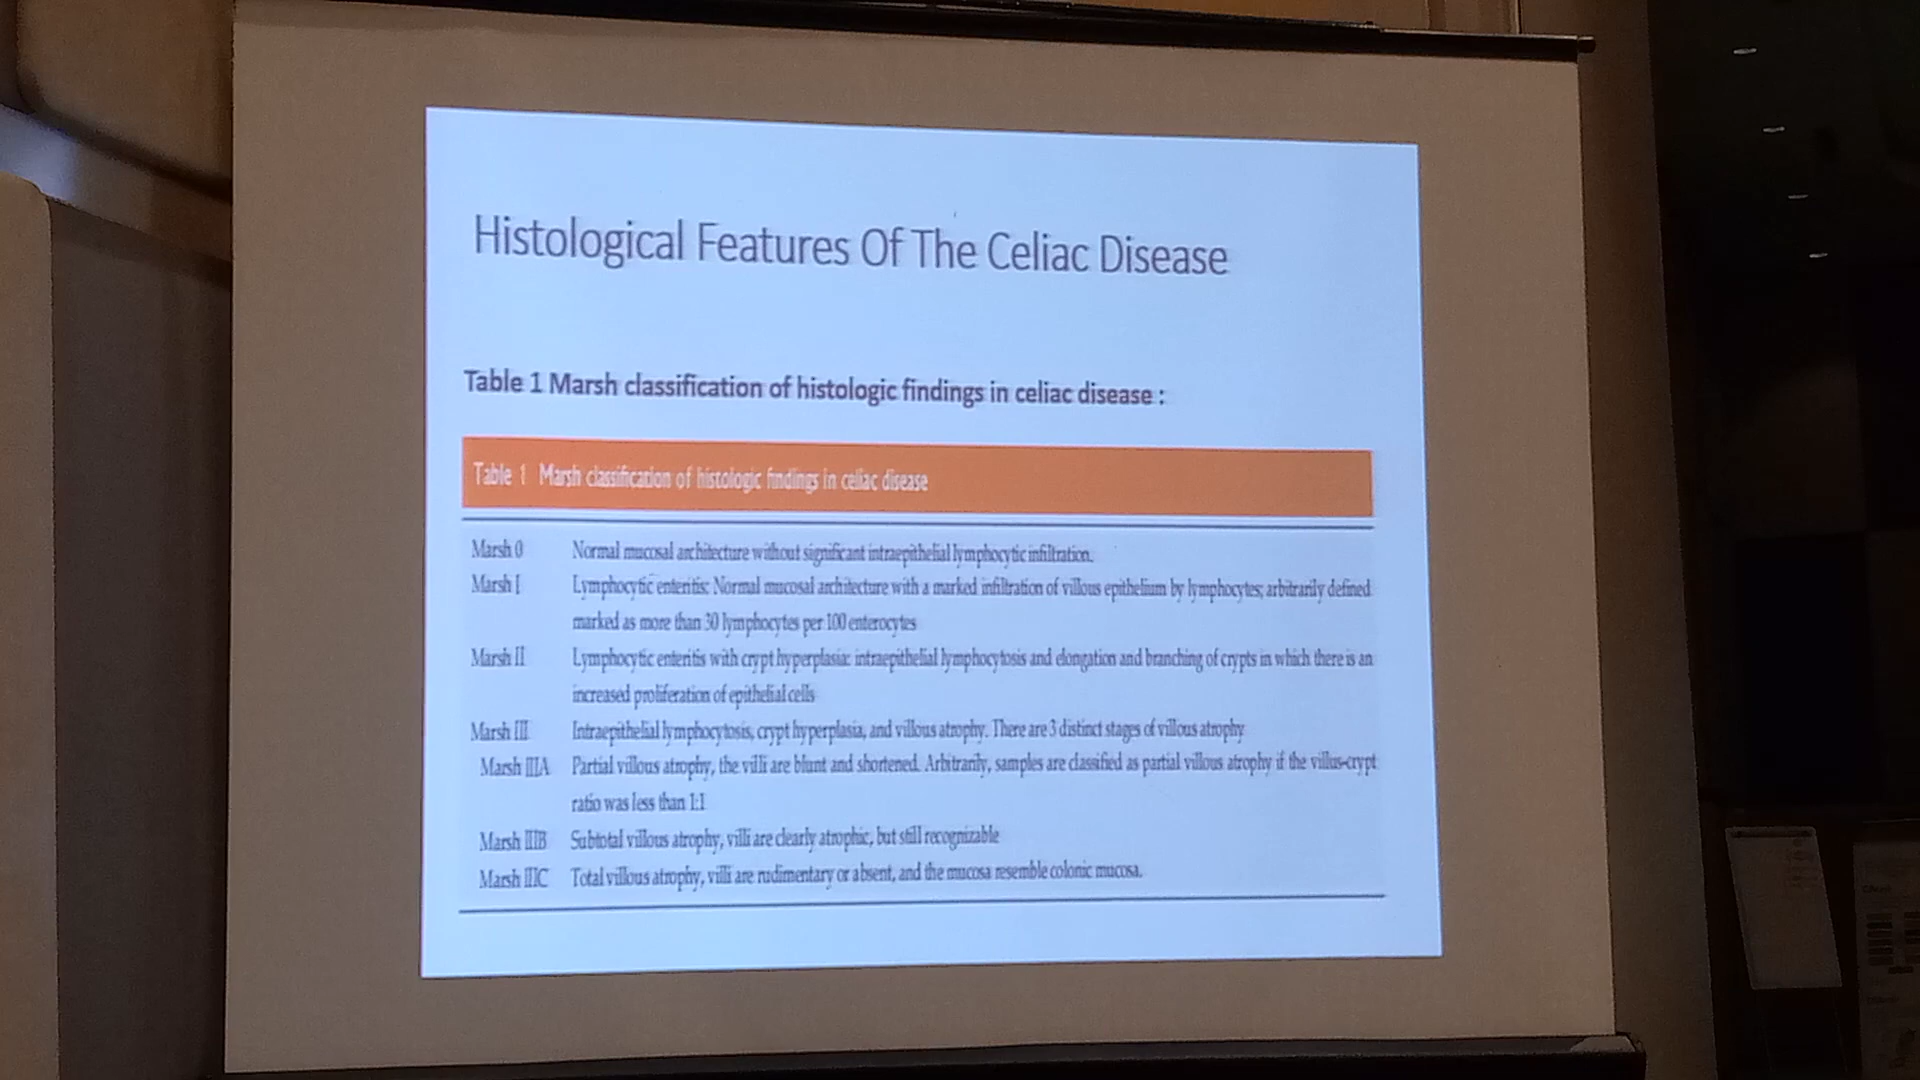 Histological Features Of The Celiac Disease
Table 1 Marsh classification of histologic findings in celiac disease :
Table 1 Marsh classification of histologic findings in celiac disease
Marsh 0 Normal mucosal architecture without significant intraepithelial lymphocytic infiltration.
Marsh I Lymphocytic enteritis: Normal mucosal architecture with a marked infiltration of villous epithelium by lymphocytes; arbitrarily defined
marked as more than 30 lymphocytes per 100 enterocytes
Marsh II Lymphocytic enteritis with crypt hyperplasia: intraepithelial lymphocytosis and elongation and branching of crypts in which there is an
increased proliferation of epithelial cells
Marsh III Intraepithelial lymphocytosis, crypt hyperplasia, and villous atrophy. There are 3 distinct stages of villous atrophy
Marsh IIIA Partial villous atrophy, the villi are blunt and shortened. Arbitrarily, samples are classified as partial villous atrophy if the villus-crypt
ratio was less than 1:1
Marsh IIIB Subtotal villous atrophy, villi are clearly atrophic, but still recognizable
Marsh IIIC Total villous atrophy, villi are rudimentary or absent, and the mucosa resemble colonic mucosa.